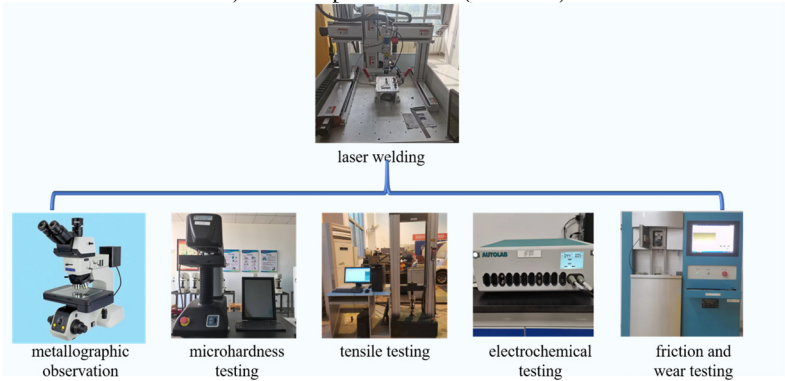 laser welding
metallographic
observation
microhardness
testing
tensile testing
AUTOLAB
electrochemical
testing
friction and
wear testing